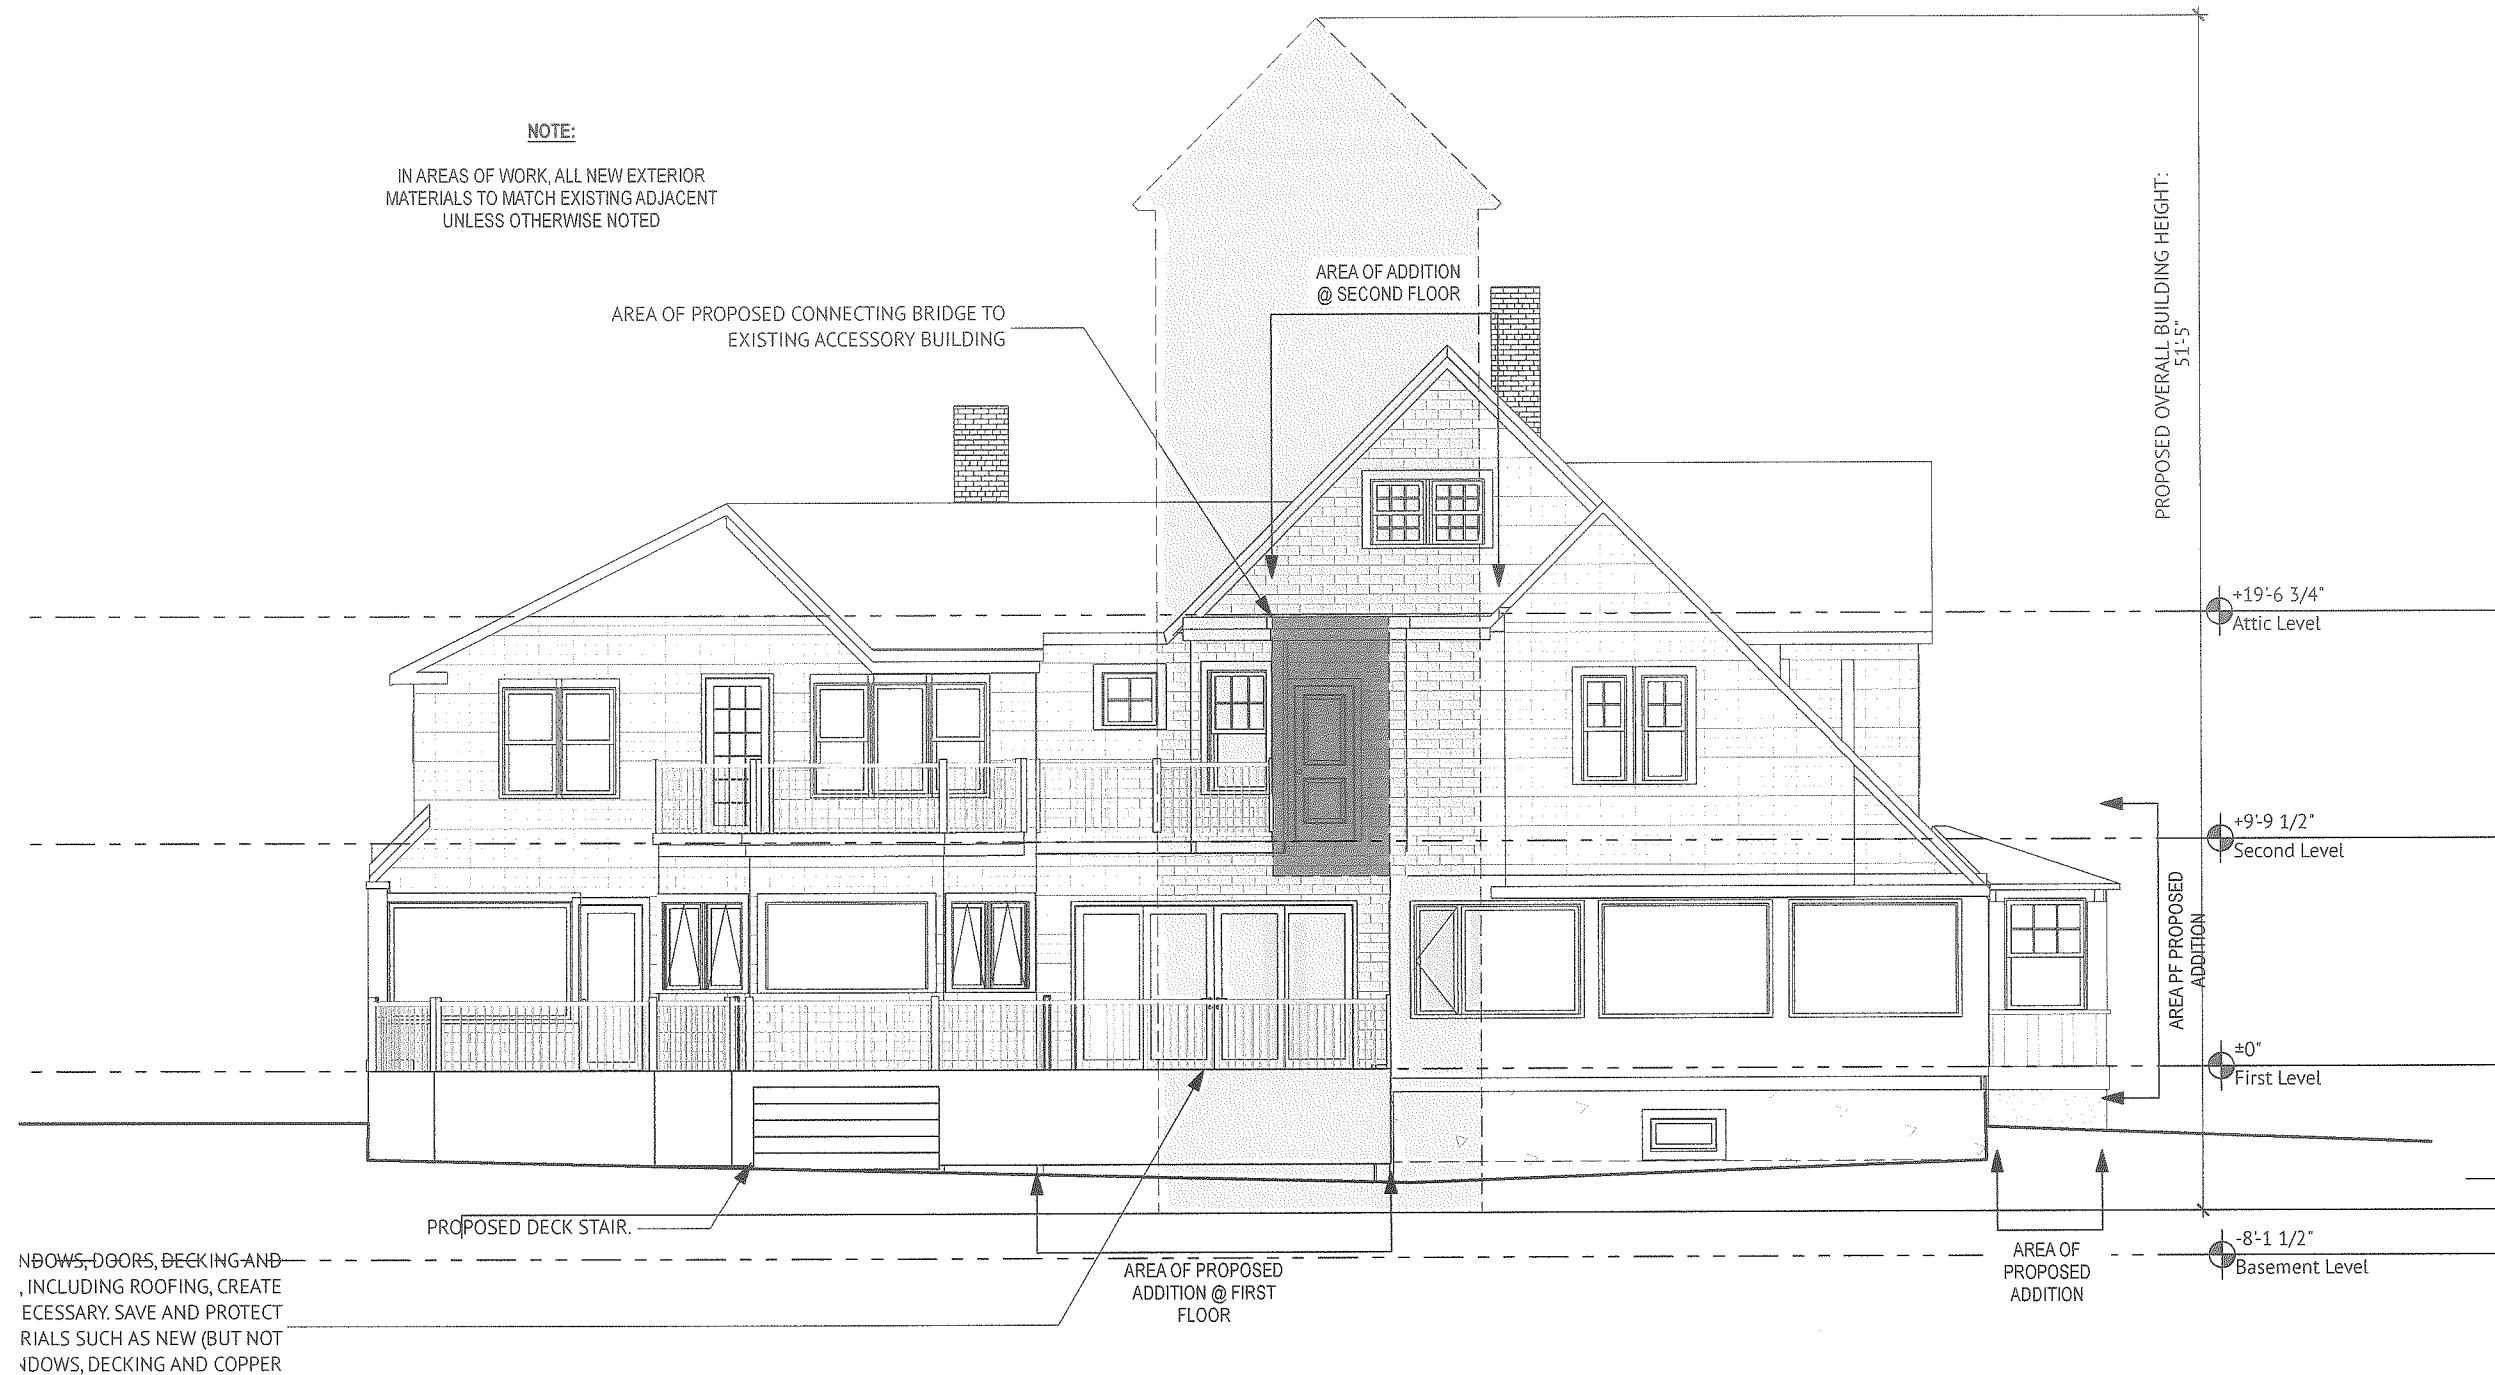 NOTE:
IN AREAS OF WORK, ALL NEW EXTERIOR
MATERIALS TO MATCH EXISTING ADJACENT
UNLESS OTHERWISE NOTED
AREA OF ADDITION
@ SECOND FLOOR
AREA OF PROPOSED CONNECTING BRIDGE TO
EXISTING ACCESSORY BUILDING
PROPOSED OVERALL BUILDING HEIGHT:
51'-5"
+19'-6 3/4"
Attic Level
+9'-9 1/2"
Second Level
AREA PF PROPOSED
ADDITION
±0"
First Level
PROPOSED DECK STAIR.
-8'-1 1/2"
Basement Level
AREA OF PROPOSED
ADDITION @ FIRST
FLOOR
AREA OF
PROPOSED
ADDITION
NDOWS, DOORS, DECKING AND
, INCLUDING ROOFING, CREATE
ECESSARY. SAVE AND PROTECT
RIALS SUCH AS NEW (BUT NOT
NDOWS, DECKING AND COPPER